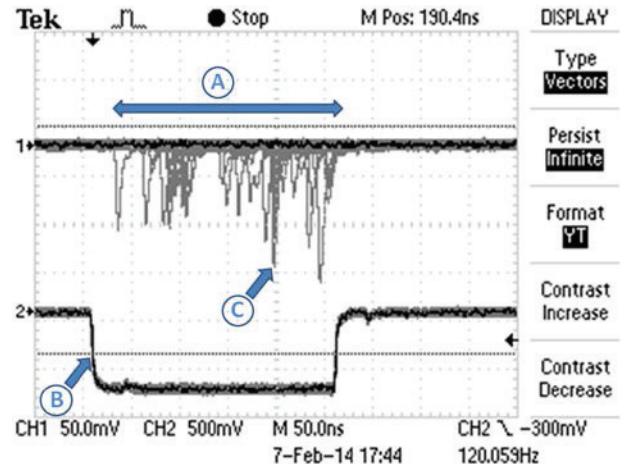 Tek Stop M Pos: 190.4ns DISPLAY
Type
Vectors
A
Persist
Infinite
1
Format
YT
C
Contrast
Increase
2
Contrast
Decrease
B
CH1 50.0mV CH2 500mV M 50.0ns CH2 -300mV
7-Feb-14 17:44 120.059Hz